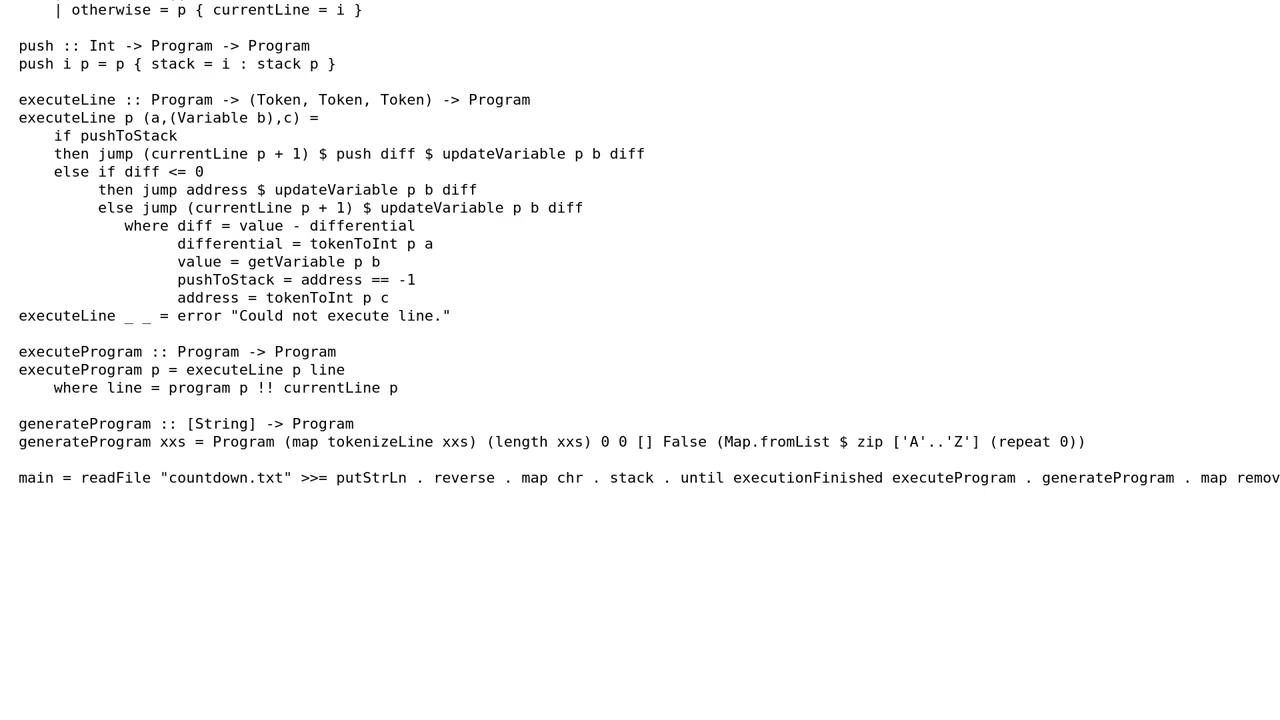 | otherwise = p { currentLine = i }

push :: Int -> Program -> Program
push i p = p { stack = i : stack p }

executeLine :: Program -> (Token, Token, Token) -> Program
executeLine p (a,(Variable b),c) =
    if pushToStack
    then jump (currentLine p + 1) $ push diff $ updateVariable p b diff
    else if diff <= 0
         then jump address $ updateVariable p b diff
         else jump (currentLine p + 1) $ updateVariable p b diff
            where diff = value - differential
                  differential = tokenToInt p a
                  value = getVariable p b
                  pushToStack = address == -1
                  address = tokenToInt p c
executeLine _ _ = error "Could not execute line."

executeProgram :: Program -> Program
executeProgram p = executeLine p line
    where line = program p !! currentLine p

generateProgram :: [String] -> Program
generateProgram xxs = Program (map tokenizeLine xxs) (length xxs) 0 0 [] False (Map.fromList $ zip ['A'..'Z'] (repeat 0))

main = readFile "countdown.txt" >>= putStrLn . reverse . map chr . stack . until executionFinished executeProgram . generateProgram . map remov